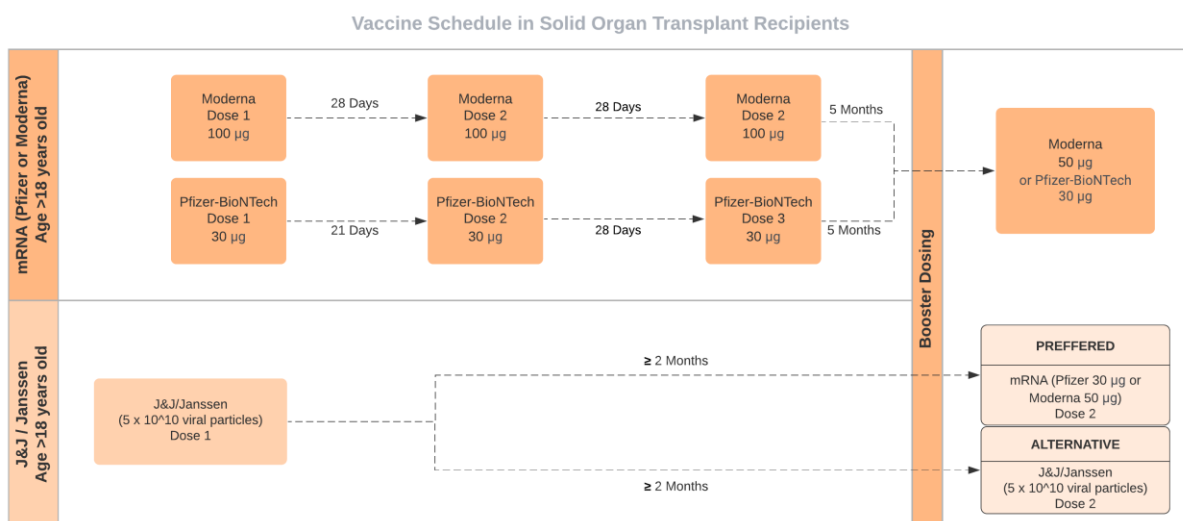 Vaccine Schedule in Solid Organ Transplant Recipients
mRNA (Pfizer or Moderna)
Age >18 years old
Moderna
Dose 1
100 µg
28 Days
Moderna
Dose 2
100 µg
28 Days
Moderna
Dose 2
100 µg
5 Months
Pfizer-BioNTech
Dose 1
30 µg
21 Days
Pfizer-BioNTech
Dose 2
30 µg
28 Days
Pfizer-BioNTech
Dose 3
30 µg
5 Months
Booster Dosing
Moderna
50 µg
or Pfizer-BioNTech
30 µg
J&J / Janssen
Age >18 years old
J&J/Janssen
(5 x 10^10 viral particles)
Dose 1
≥ 2 Months
≥ 2 Months
PREFFERED
mRNA (Pfizer 30 µg or
Moderna 50 µg)
Dose 2
ALTERNATIVE
J&J/Janssen
(5 x 10^10 viral particles)
Dose 2